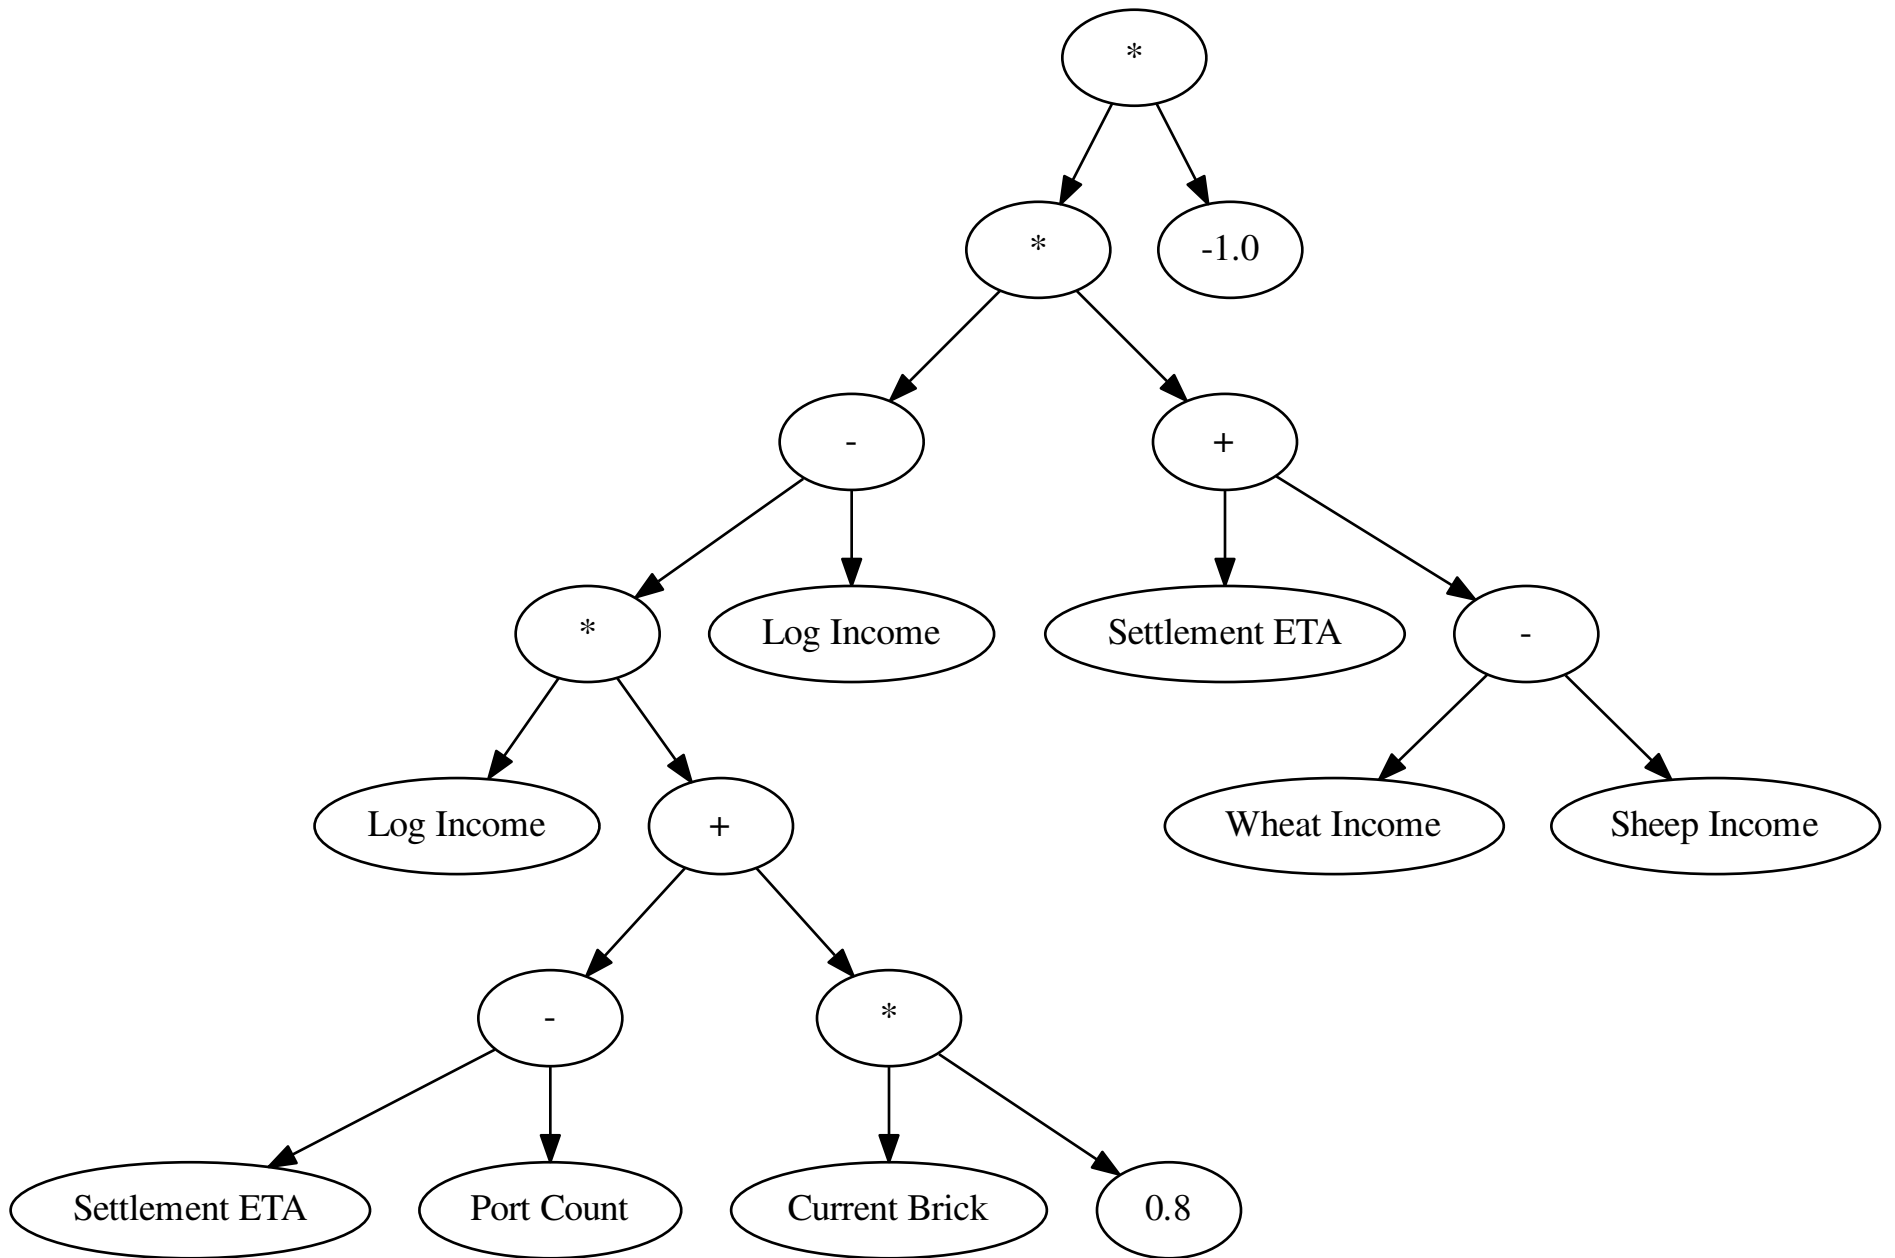 *
*
-1.0
-
+
*
Log Income
Settlement ETA
-
Log Income
+
Wheat Income
Sheep Income
-
*
Settlement ETA
Port Count
Current Brick
0.8